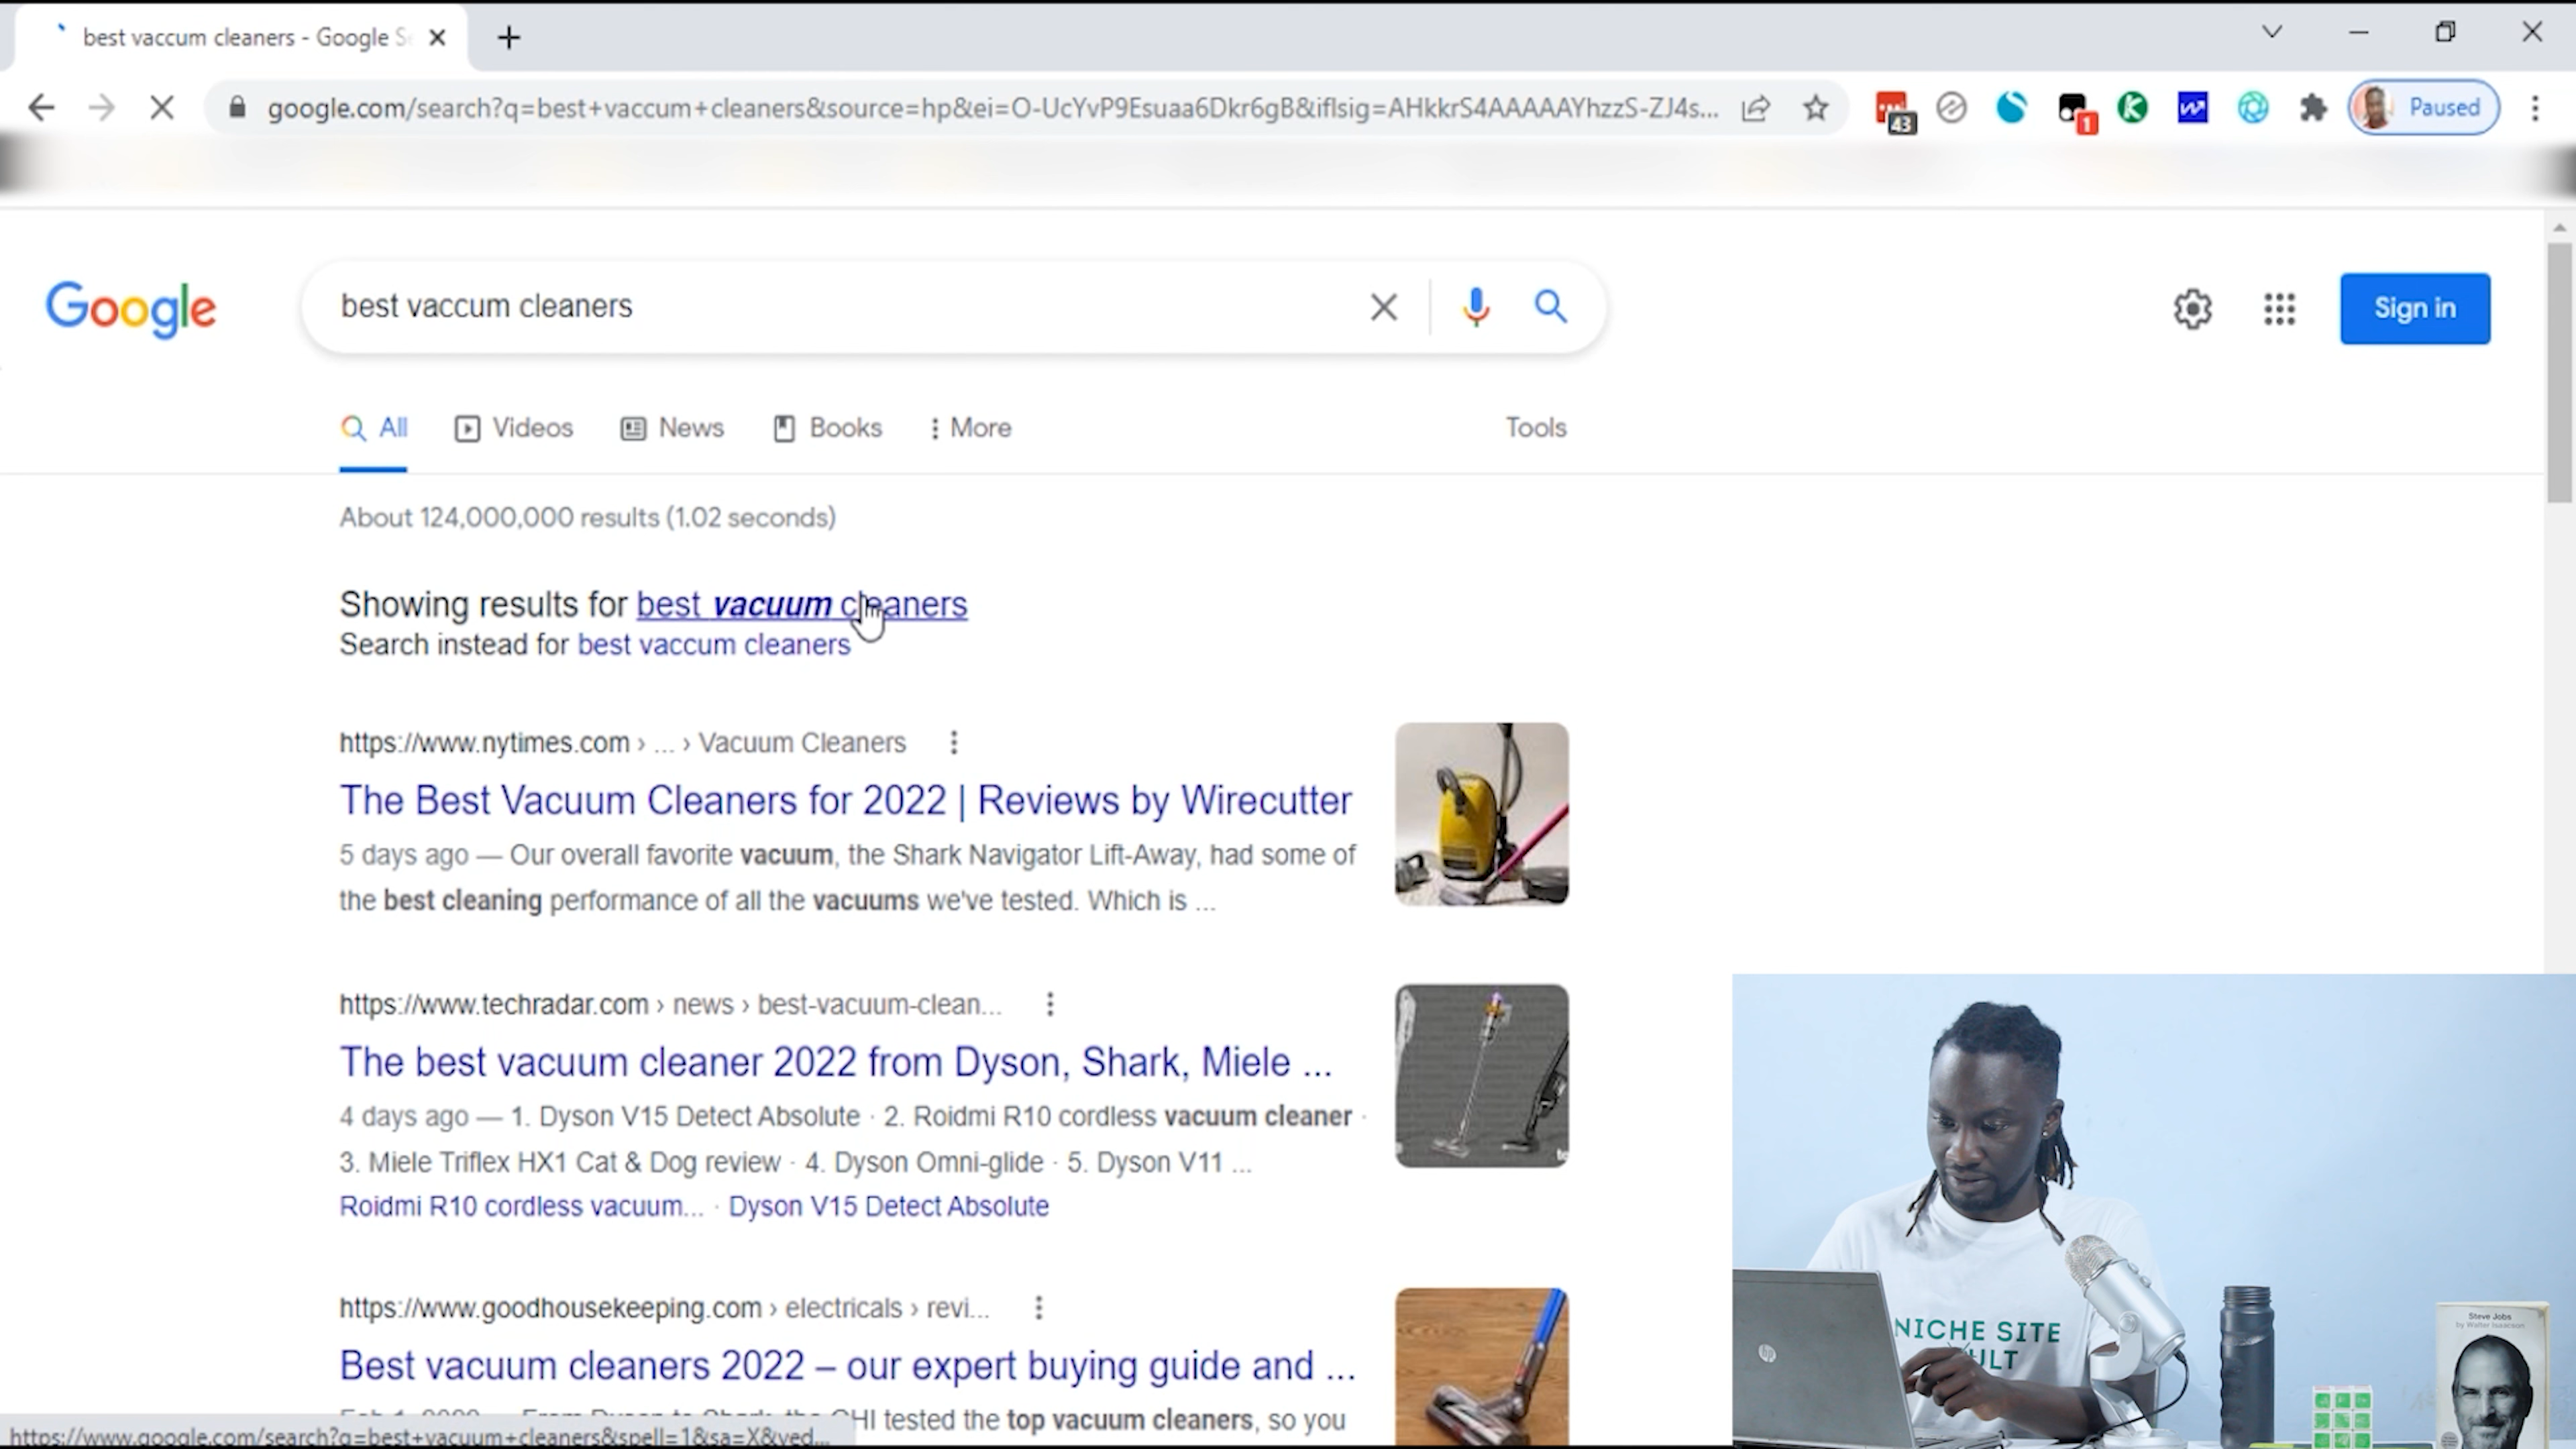 best vaccum cleaners - Google S
google.com/search?q=best+vaccum+cleaners&source=hp&ei=O-UcYvP9Esuaa6Dkr6gB&iflsig=AHkkrS4AAAAAYhzzS-ZJ4s...
43
1
Paused
Google
best vaccum cleaners
Sign in
All
Videos
News
Books
More
Tools
About 124,000,000 results (1.02 seconds)
Showing results for best vacuum cleaners
Search instead for best vaccum cleaners
https://www.nytimes.com › ... › Vacuum Cleaners
The Best Vacuum Cleaners for 2022 | Reviews by Wirecutter
5 days ago — Our overall favorite vacuum, the Shark Navigator Lift-Away, had some of
the best cleaning performance of all the vacuums we've tested. Which is ...
https://www.techradar.com › news › best-vacuum-clean...
The best vacuum cleaner 2022 from Dyson, Shark, Miele ...
4 days ago — 1. Dyson V15 Detect Absolute · 2. Roidmi R10 cordless vacuum cleaner ·
3. Miele Triflex HX1 Cat & Dog review · 4. Dyson Omni-glide · 5. Dyson V11 ...
Roidmi R10 cordless vacuum... · Dyson V15 Detect Absolute
https://www.goodhousekeeping.com › electricals › revi...
Best vacuum cleaners 2022 – our expert buying guide and ...
tested the top vacuum cleaners, so you
https://www.google.com/search?q=best+vacuum+cleaners&spell=1&sa=X&ved...
NICHE SITE
ULT
hp
Steve Jobs
by Walter Isaacson